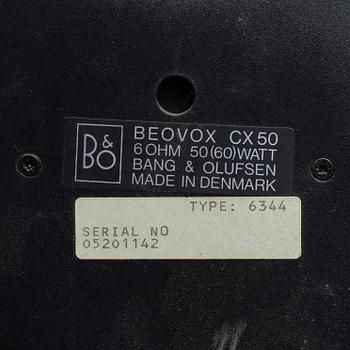 B&O
BEOVOX CX50
6 OHM 50(60)WATT
BANG & OLUFSEN
MADE IN DENMARK
TYPE: 6344
SERIAL NO
05201142